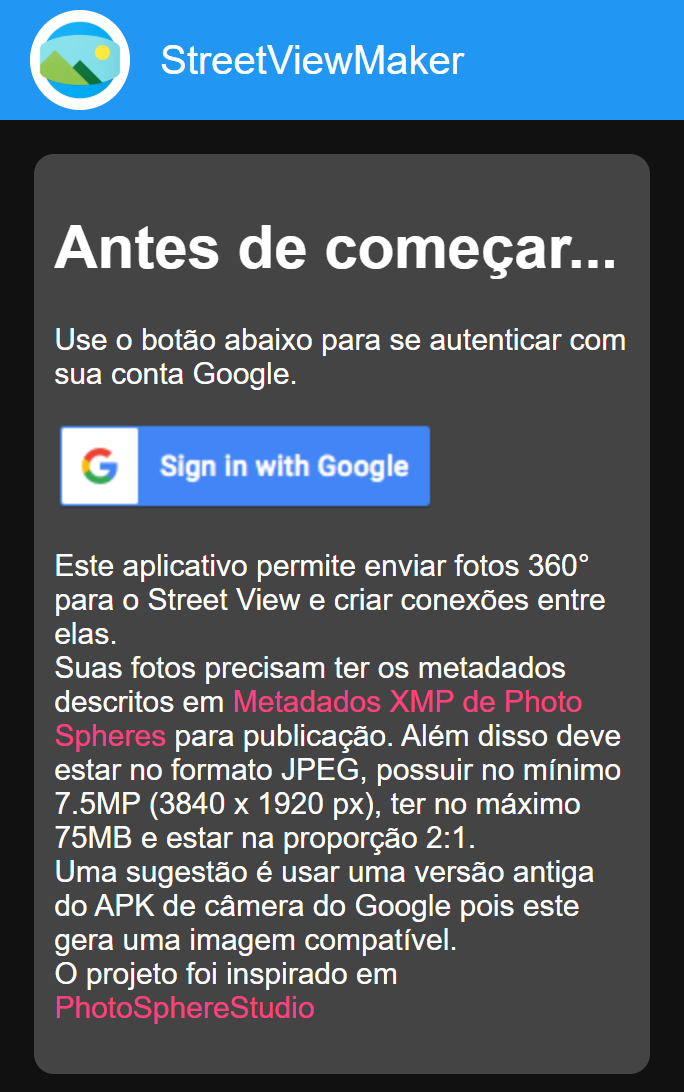 StreetViewMaker
Antes de começar...
Use o botão abaixo para se autenticar com
sua conta Google.
Sign in with Google
Este aplicativo permite enviar fotos 360°
para o Street View e criar conexões entre
elas.
Suas fotos precisam ter os metadados
descritos em Metadados XMP de Photo
Spheres para publicação. Além disso deve
estar no formato JPEG, possuir no mínimo
7.5MP (3840 x 1920 px), ter no máximo
75MB e estar na proporção 2:1.
Uma sugestão é usar uma versão antiga
do APK de câmera do Google pois este
gera uma imagem compatível.
O projeto foi inspirado em
PhotoSphereStudio